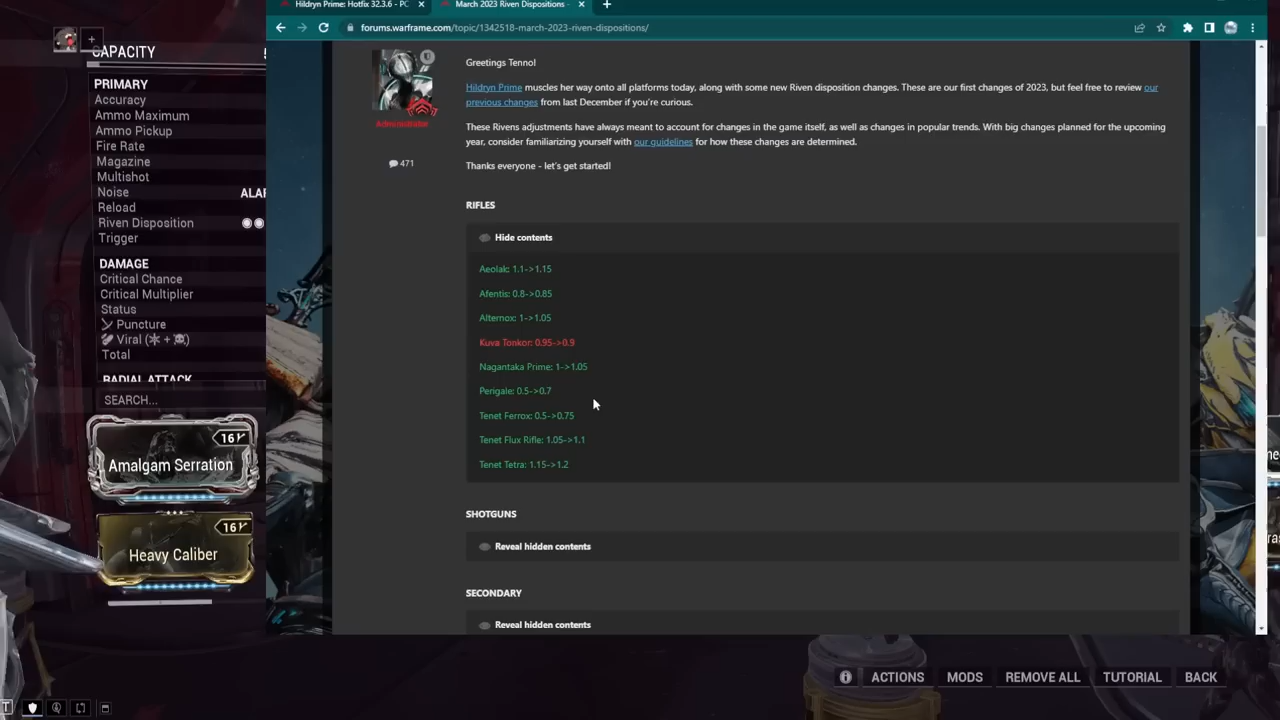 Hildryn Prime: Hotfix 32.3.6 - PC
March 2023 Riven Dispositions -
forums.warframe.com/topic/1342518-march-2023-riven-dispositions/
CAPACITY
5
PRIMARY
Accuracy
Ammo Maximum
Ammo Pickup
Fire Rate
Magazine
Multishot
Noise
ALAR
Reload
Riven Disposition
Trigger
DAMAGE
Critical Chance
Critical Multiplier
Status
Puncture
Viral ( + )
Total
RADIAL ATTACK
SEARCH...
16
Amalgam Serration
16
Heavy Caliber
Administrator
471
Greetings Tenno!
Hildryn Prime muscles her way onto all platforms today, along with some new Riven disposition changes. These are our first changes of 2023, but feel free to review our
previous changes from last December if you're curious.
These Rivens adjustments have always meant to account for changes in the game itself, as well as changes in popular trends. With big changes planned for the upcoming
year, consider familiarizing yourself with our guidelines for how these changes are determined.
Thanks everyone - let's get started!
RIFLES
Hide contents
Aeolak: 1.1->1.15
Afentis: 0.8->0.85
Alternox: 1->1.05
Kuva Tonkor: 0.95->0.9
Nagantaka Prime: 1->1.05
Perigale: 0.5->0.7
Tenet Ferrox: 0.5->0.75
Tenet Flux Rifle: 1.05->1.1
Tenet Tetra: 1.15->1.2
SHOTGUNS
Reveal hidden contents
SECONDARY
Reveal hidden contents
ACTIONS
MODS
REMOVE ALL
TUTORIAL
BACK
T